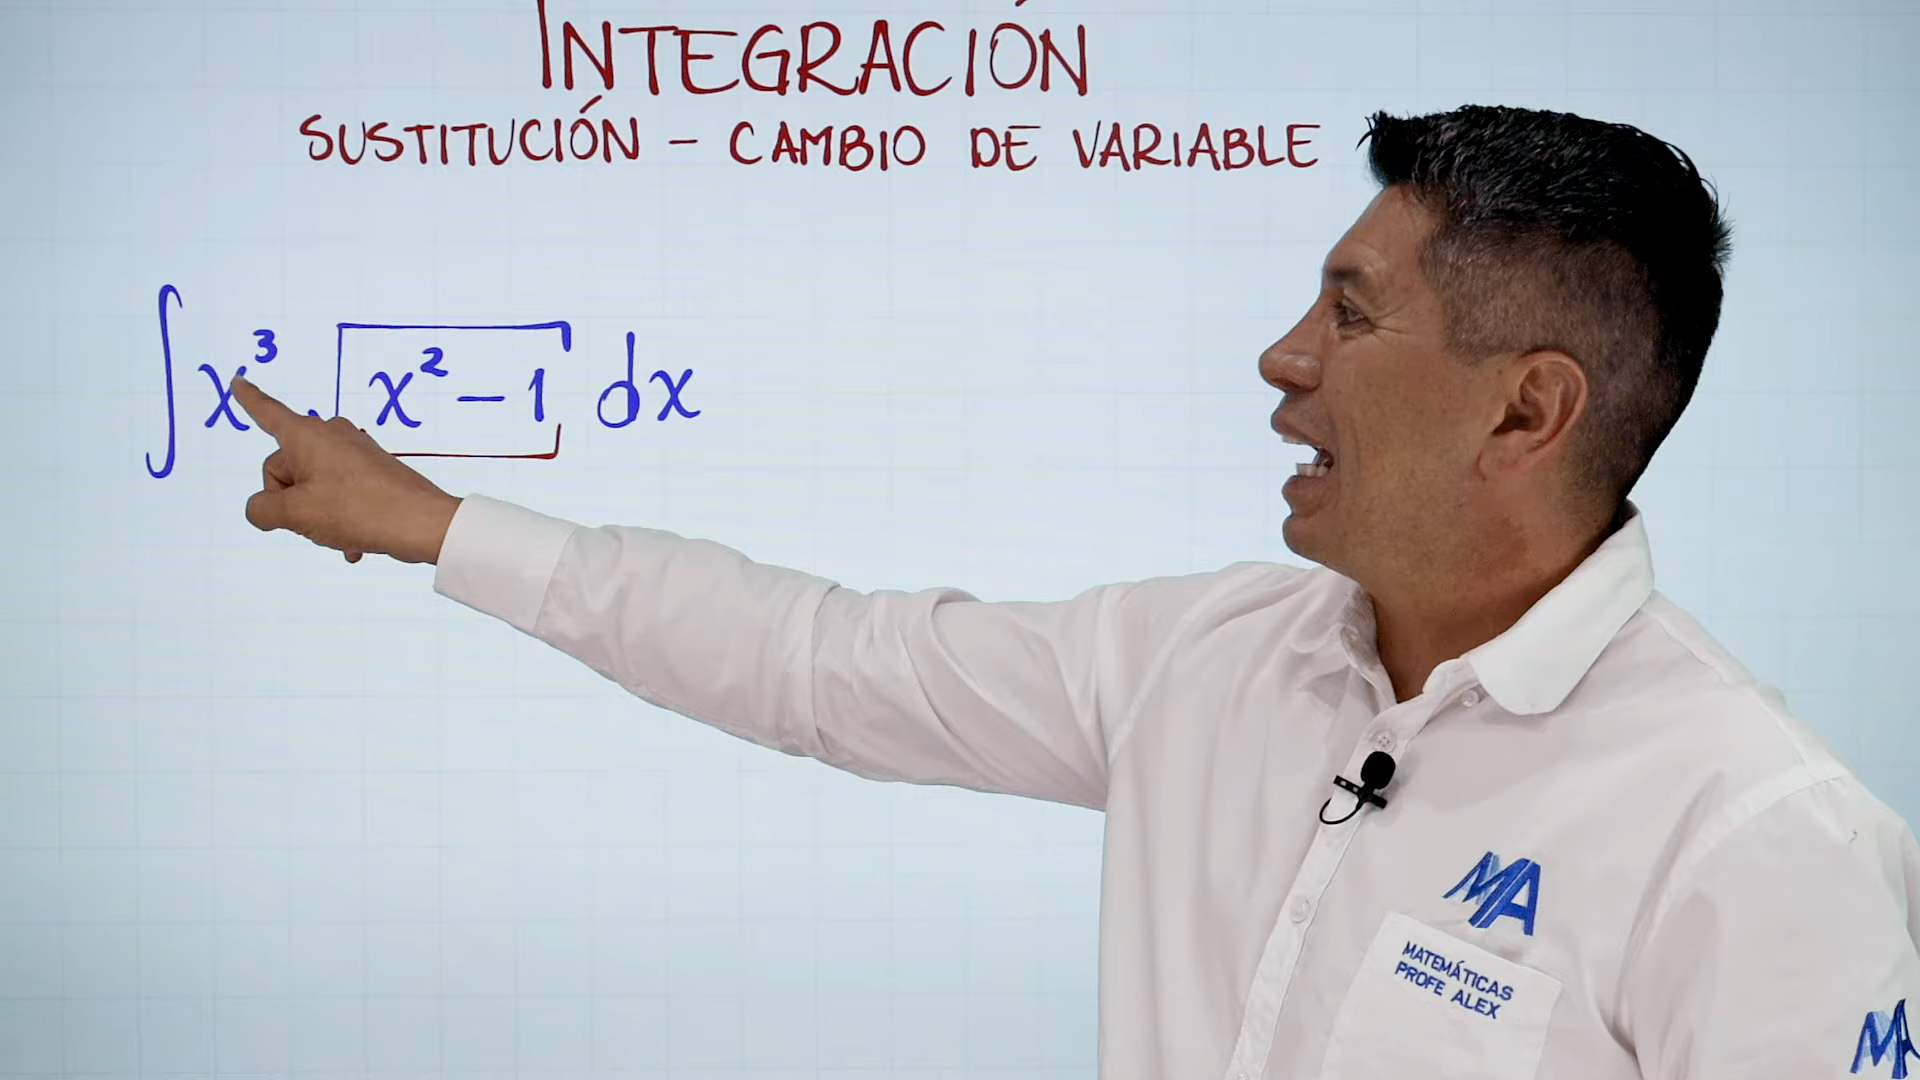 INTEGRACIÓN
SUSTITUCIÓN - CAMBIO DE VARIABLE
∫x³ √x²-1 dx
MA
MATEMÁTICAS
PROFE ALEX
MA